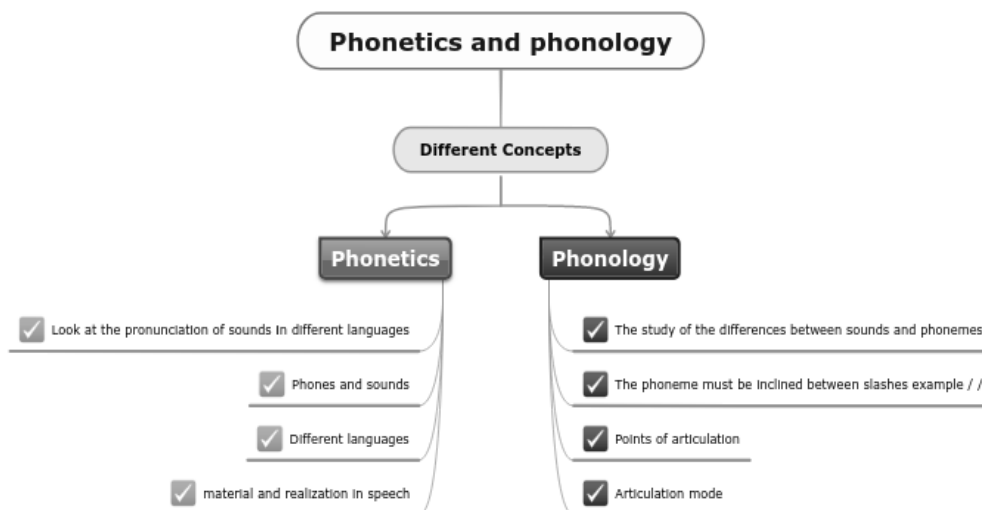 Phonetics and phonology
Different Concepts
Phonetics
Look at the pronunciation of sounds in different languages
Phones and sounds
Different languages
material and realization in speech
Phonology
The study of the differences between sounds and phonemes
The phoneme must be inclined between slashes example / /
Points of articulation
Articulation mode